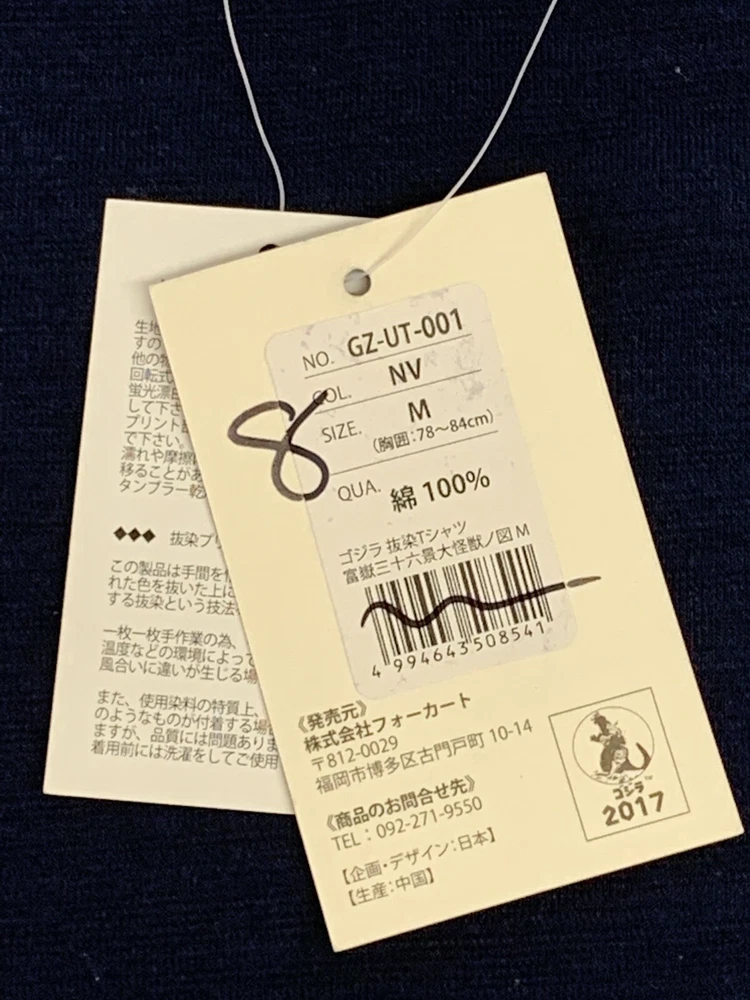 NO. GZ-UT-001
COL. NV
SIZE. M
(胸囲:78~84cm)
8
QUA. 綿 100%
ゴジラ 抜染Tシャツ
富嶽三十六景大怪獣ノ図 M
4 994643 508541
《発売元》
株式会社フォーカート
〒812-0029
福岡市博多区古門戸町 10-14
《商品のお問合せ先》
TEL:092-271-9550
【企画・デザイン:日本】
【生産:中国】
ゴジラ™
2017
生地
すの
他の特
回転式
蛍光漂白
して下さ
プリント部
で下さい。
濡れや摩擦
移ることがあ
タンブラー乾
◆◆◆ 抜染プリ
この製品は手間を
れた色を抜いた上に
する抜染という技法
一枚一枚手作業の為、
温度などの環境によって
風合いに違いが生じる場
また、使用染料の特質上、
のようなものが付着する場合
ますが、品質には問題ありま
着用前には洗濯をしてご使用